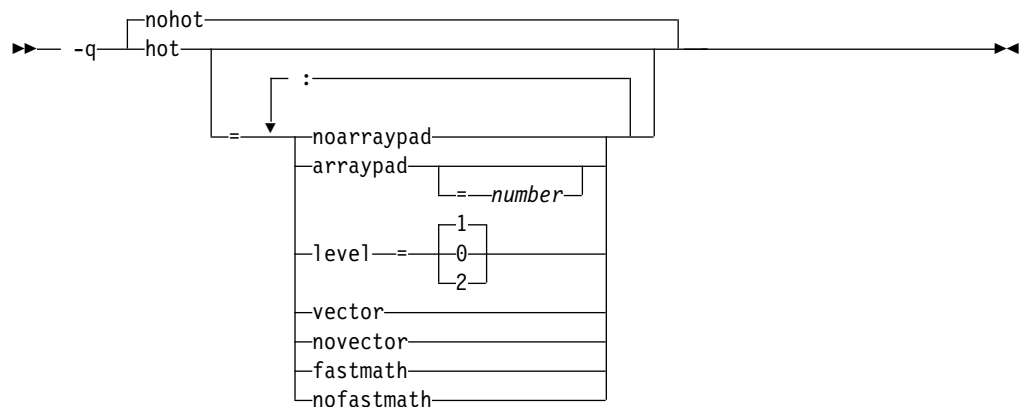 nohot
-q hot
:
= noarraypad
arraypad
= number
1
level = 0
2
vector
novector
fastmath
nofastmath